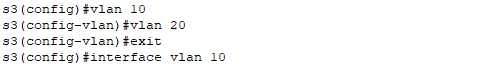 s3(config)#vlan 10
s3(config-vlan)#vlan 20
s3(config-vlan)#exit
s3(config)#interface vlan 10